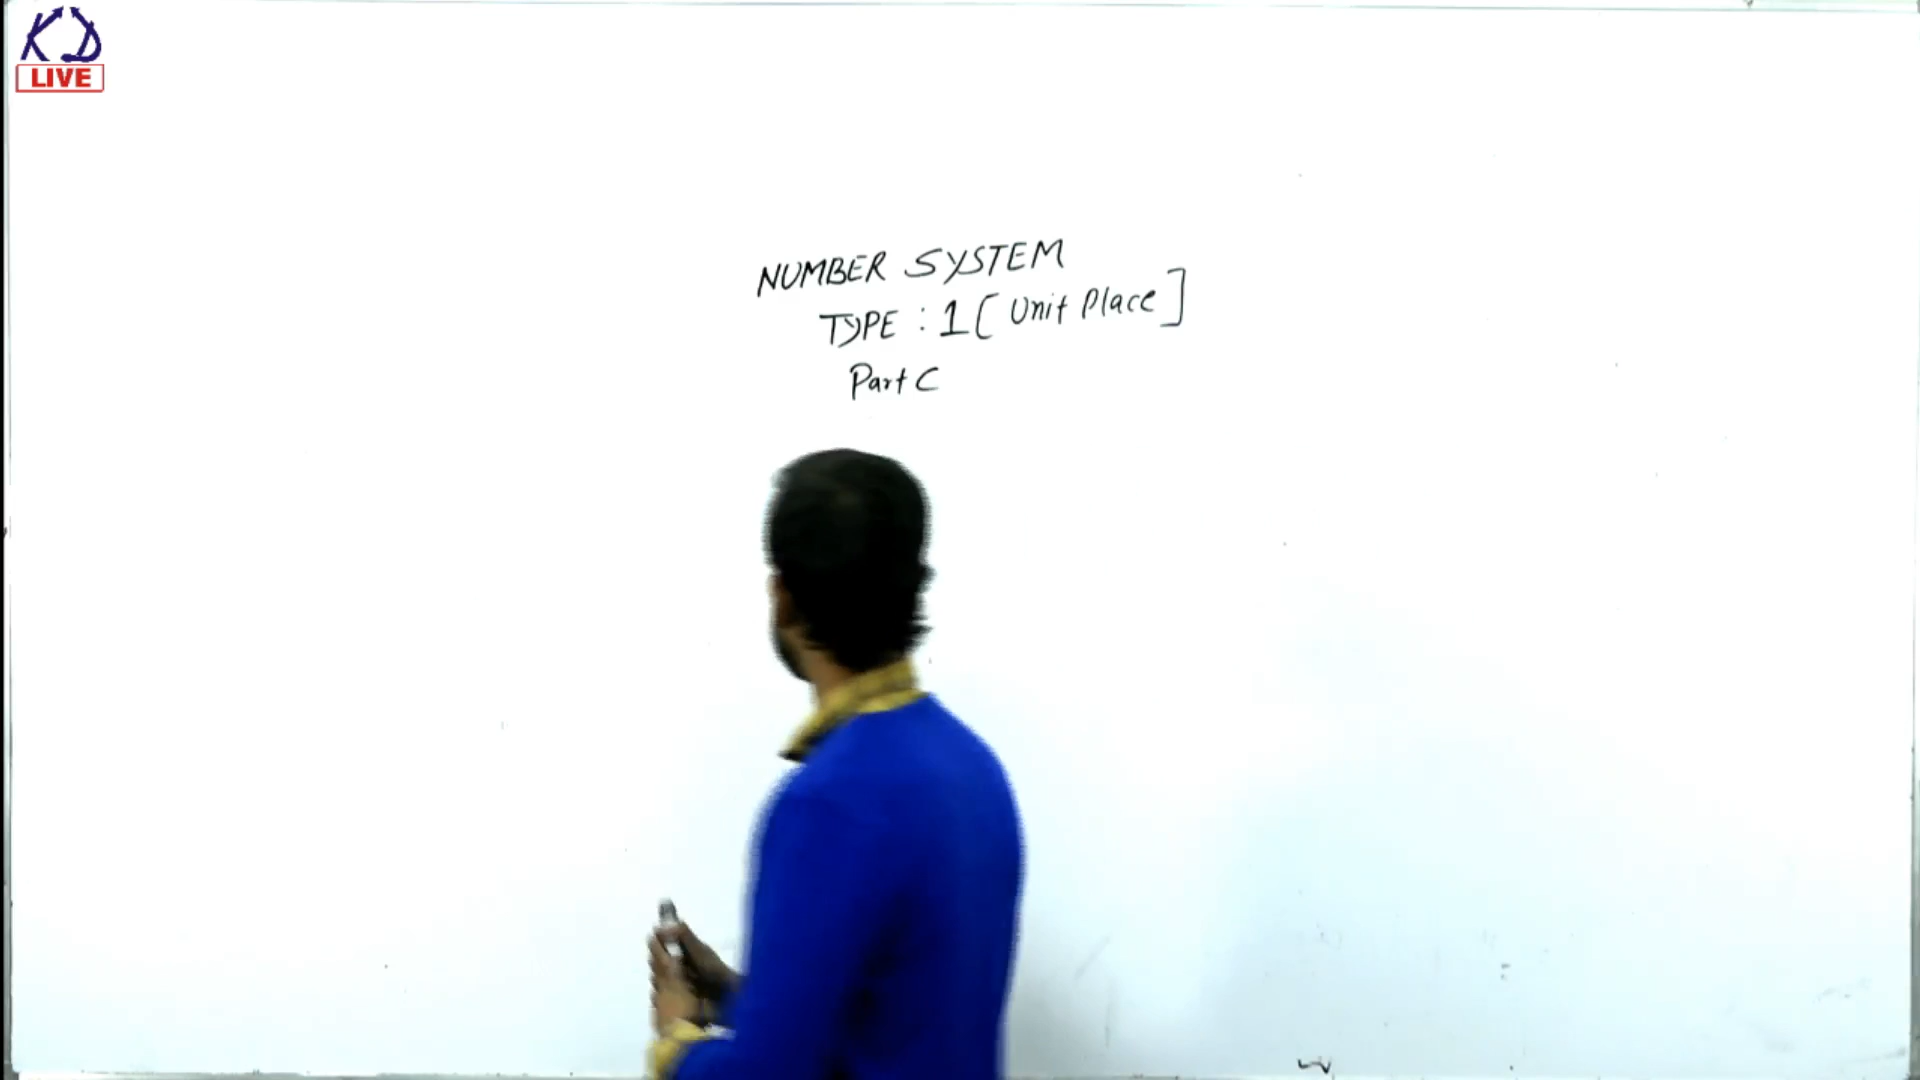 KD
LIVE
NUMBER SYSTEM
TYPE : 1 [ Unit Place ]
Part C